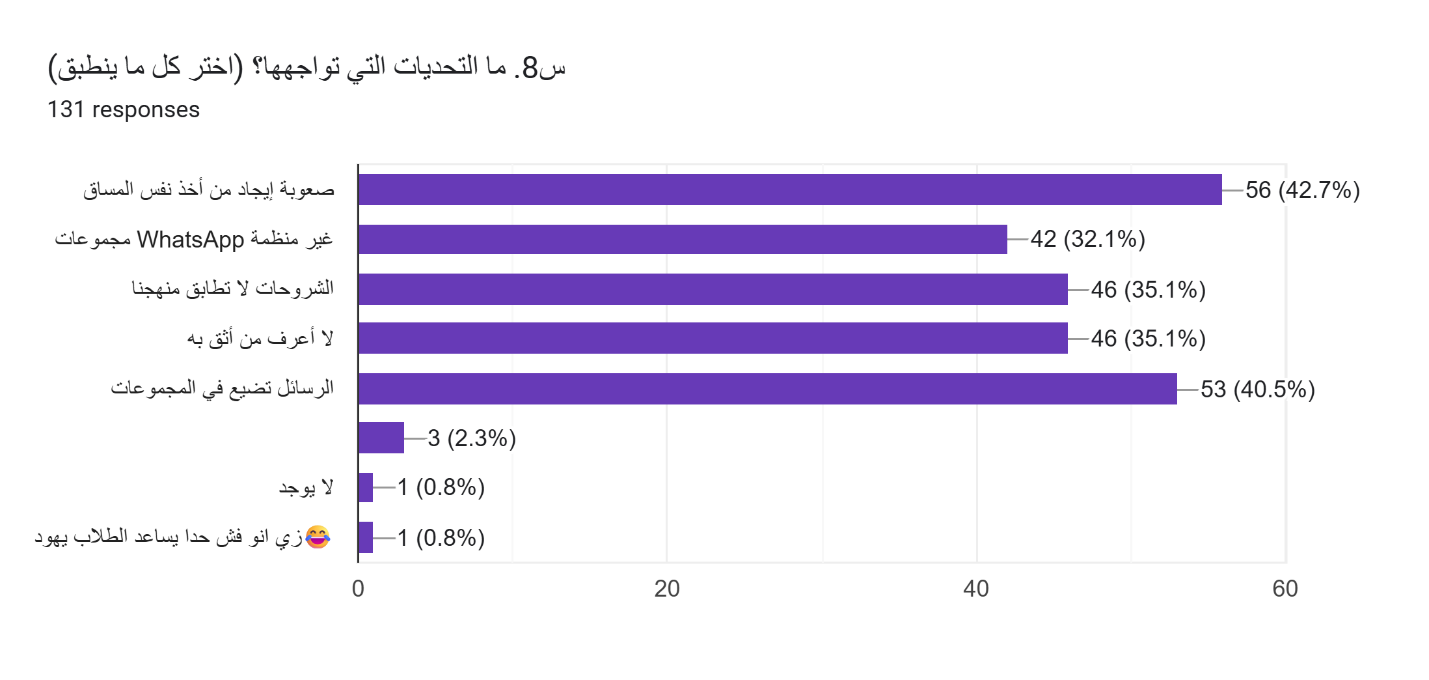 س8. ما التحديات التي تواجهها؟ (اختر كل ما ينطبق)
131 responses
صعوبة إيجاد من أخذ نفس المساق
56 (42.7%)
مجموعات WhatsApp غير منظمة
42 (32.1%)
الشروحات لا تطابق منهجنا
46 (35.1%)
لا أعرف من أثق به
46 (35.1%)
الرسائل تضيع في المجموعات
53 (40.5%)
3 (2.3%)
لا يوجد
1 (0.8%)
زي انو فش حدا يساعد الطلاب يهود😂
1 (0.8%)
0 20 40 60